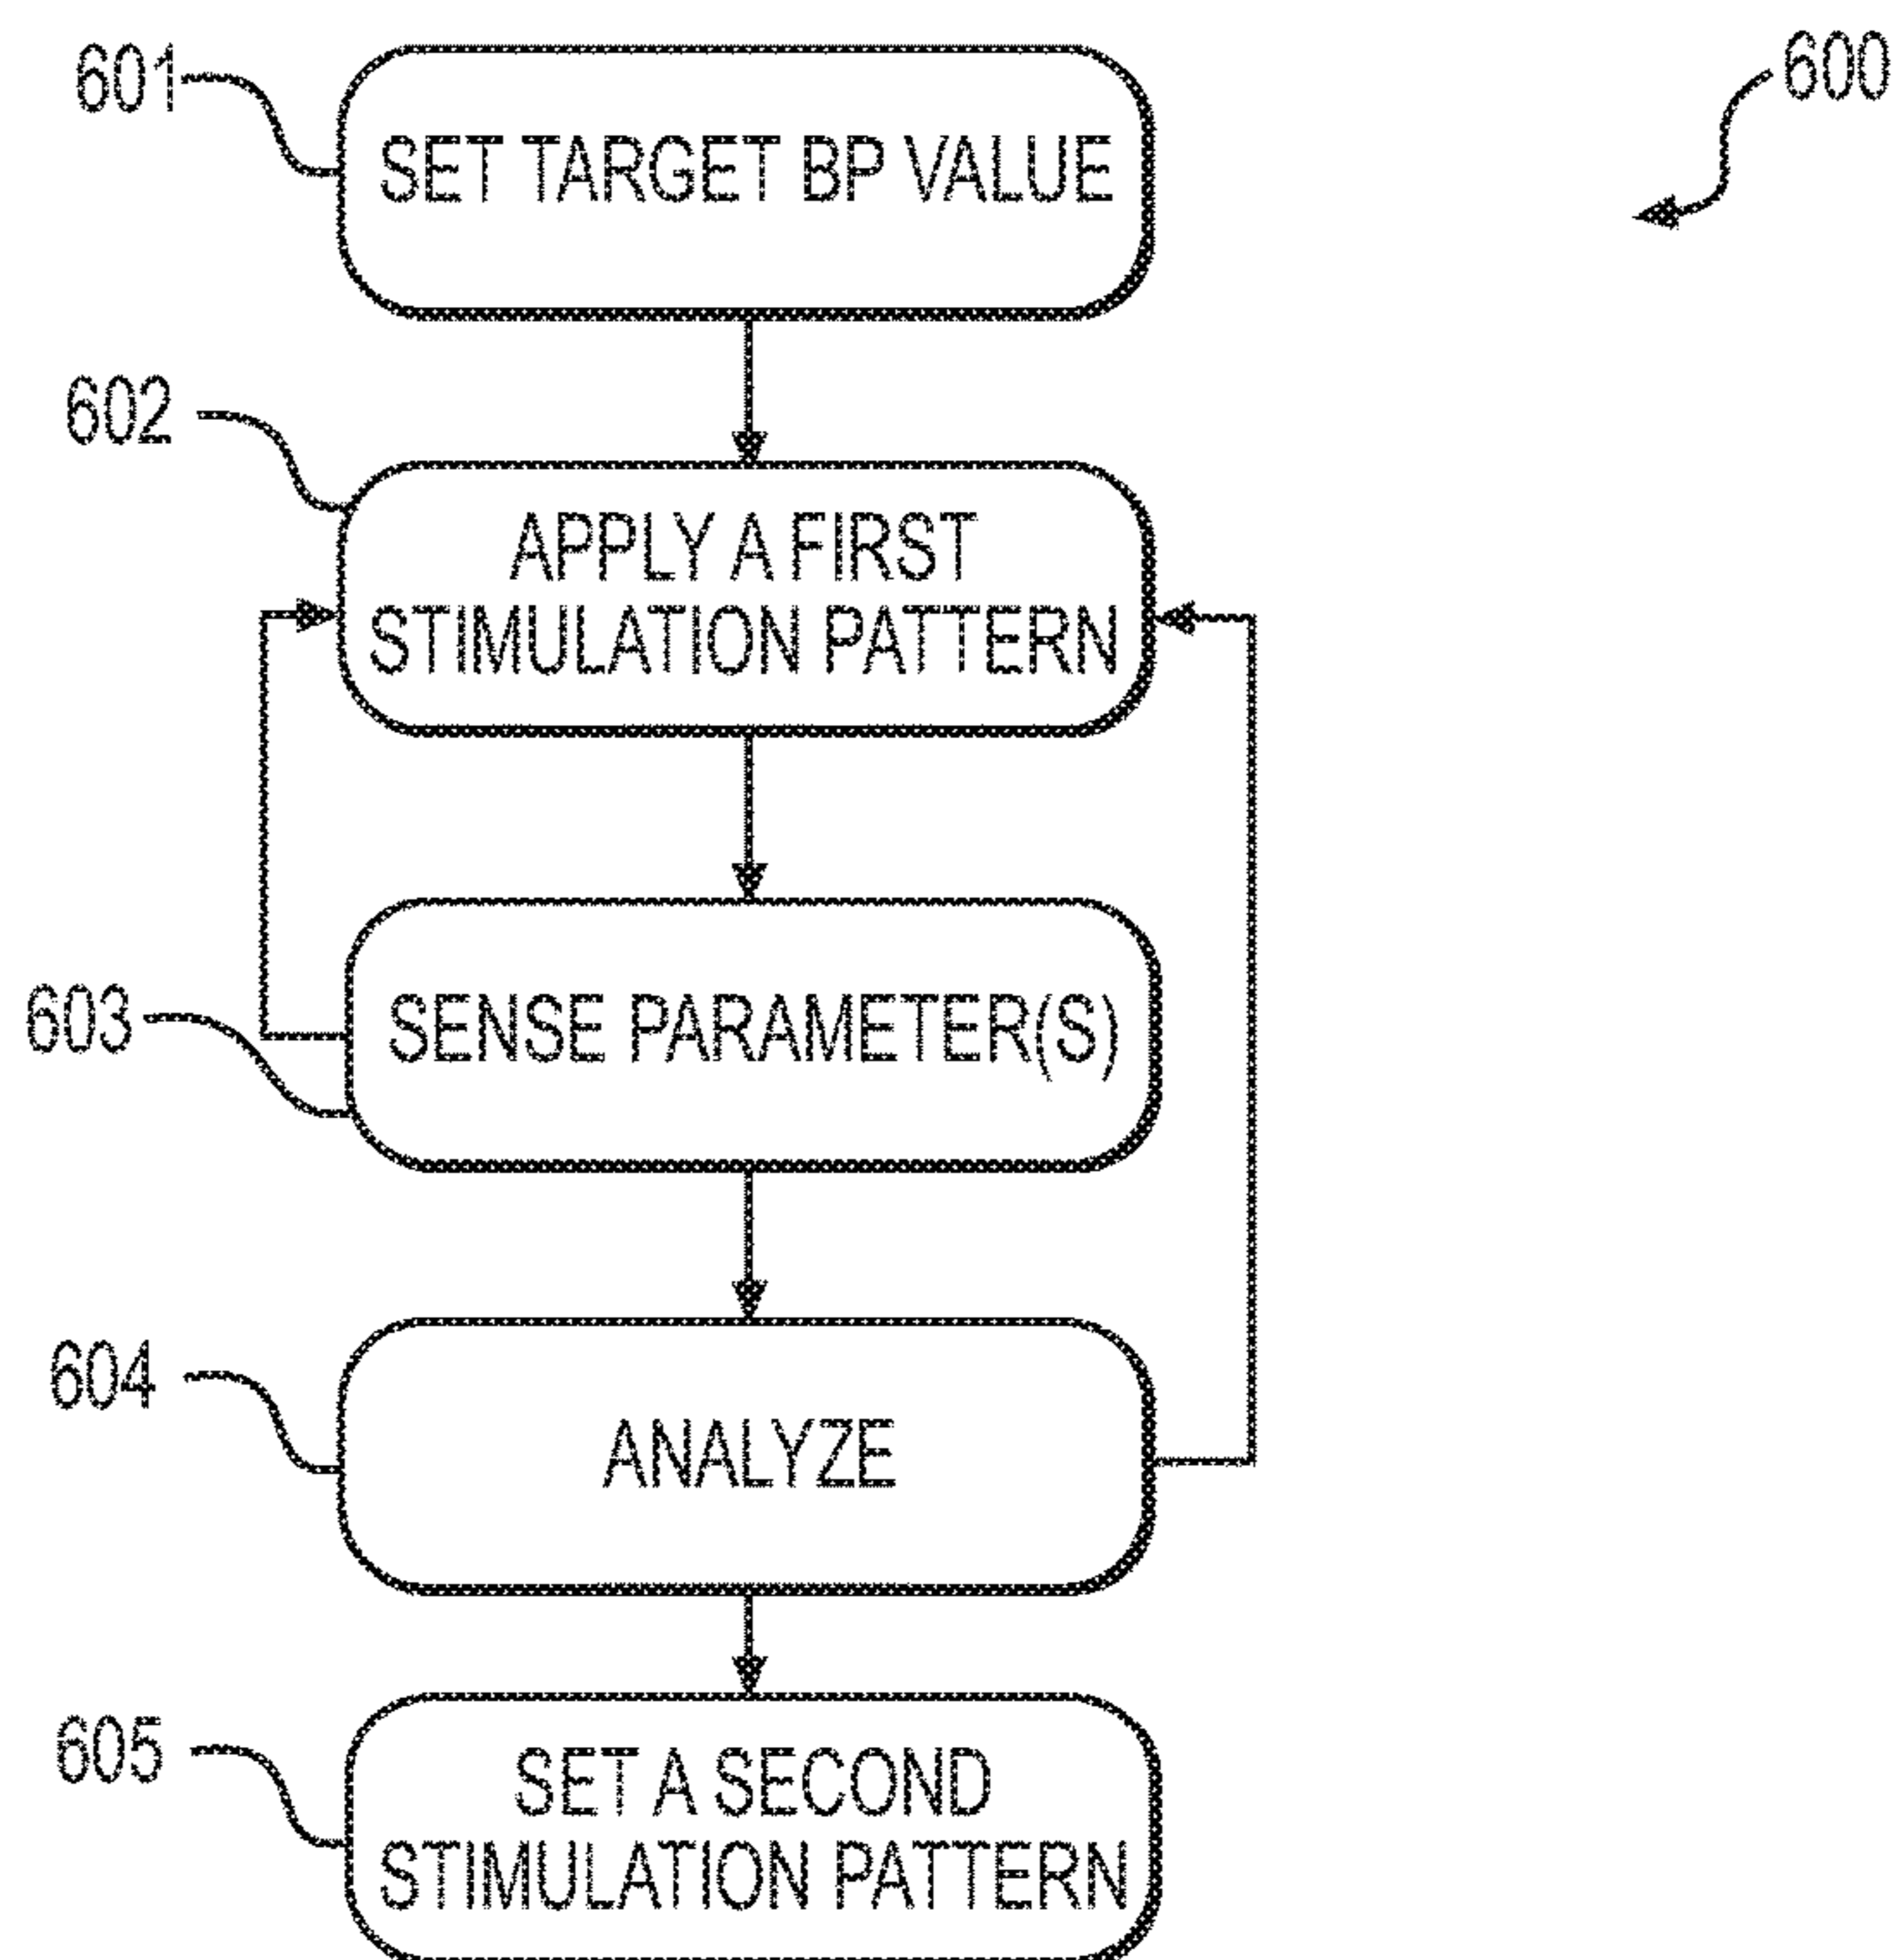 601
SET TARGET BP VALUE
600
602
APPLY A FIRST
STIMULATION PATTERN
603
SENSE PARAMETER(S)
604
ANALYZE
605
SET A SECOND
STIMULATION PATTERN